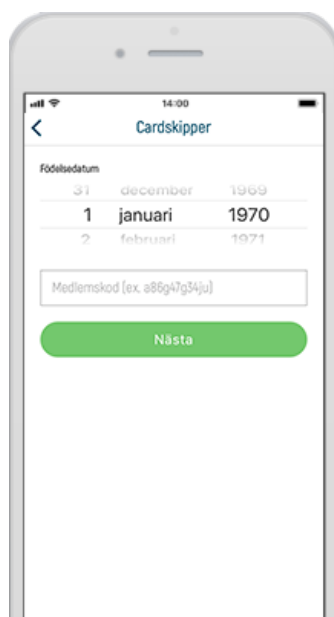 14:00
Cardskipper
Födelsedatum
31 december 1969
1 januari 1970
2 februari 1971
Medlemskod (ex. a86g47g34ju)
Nästa